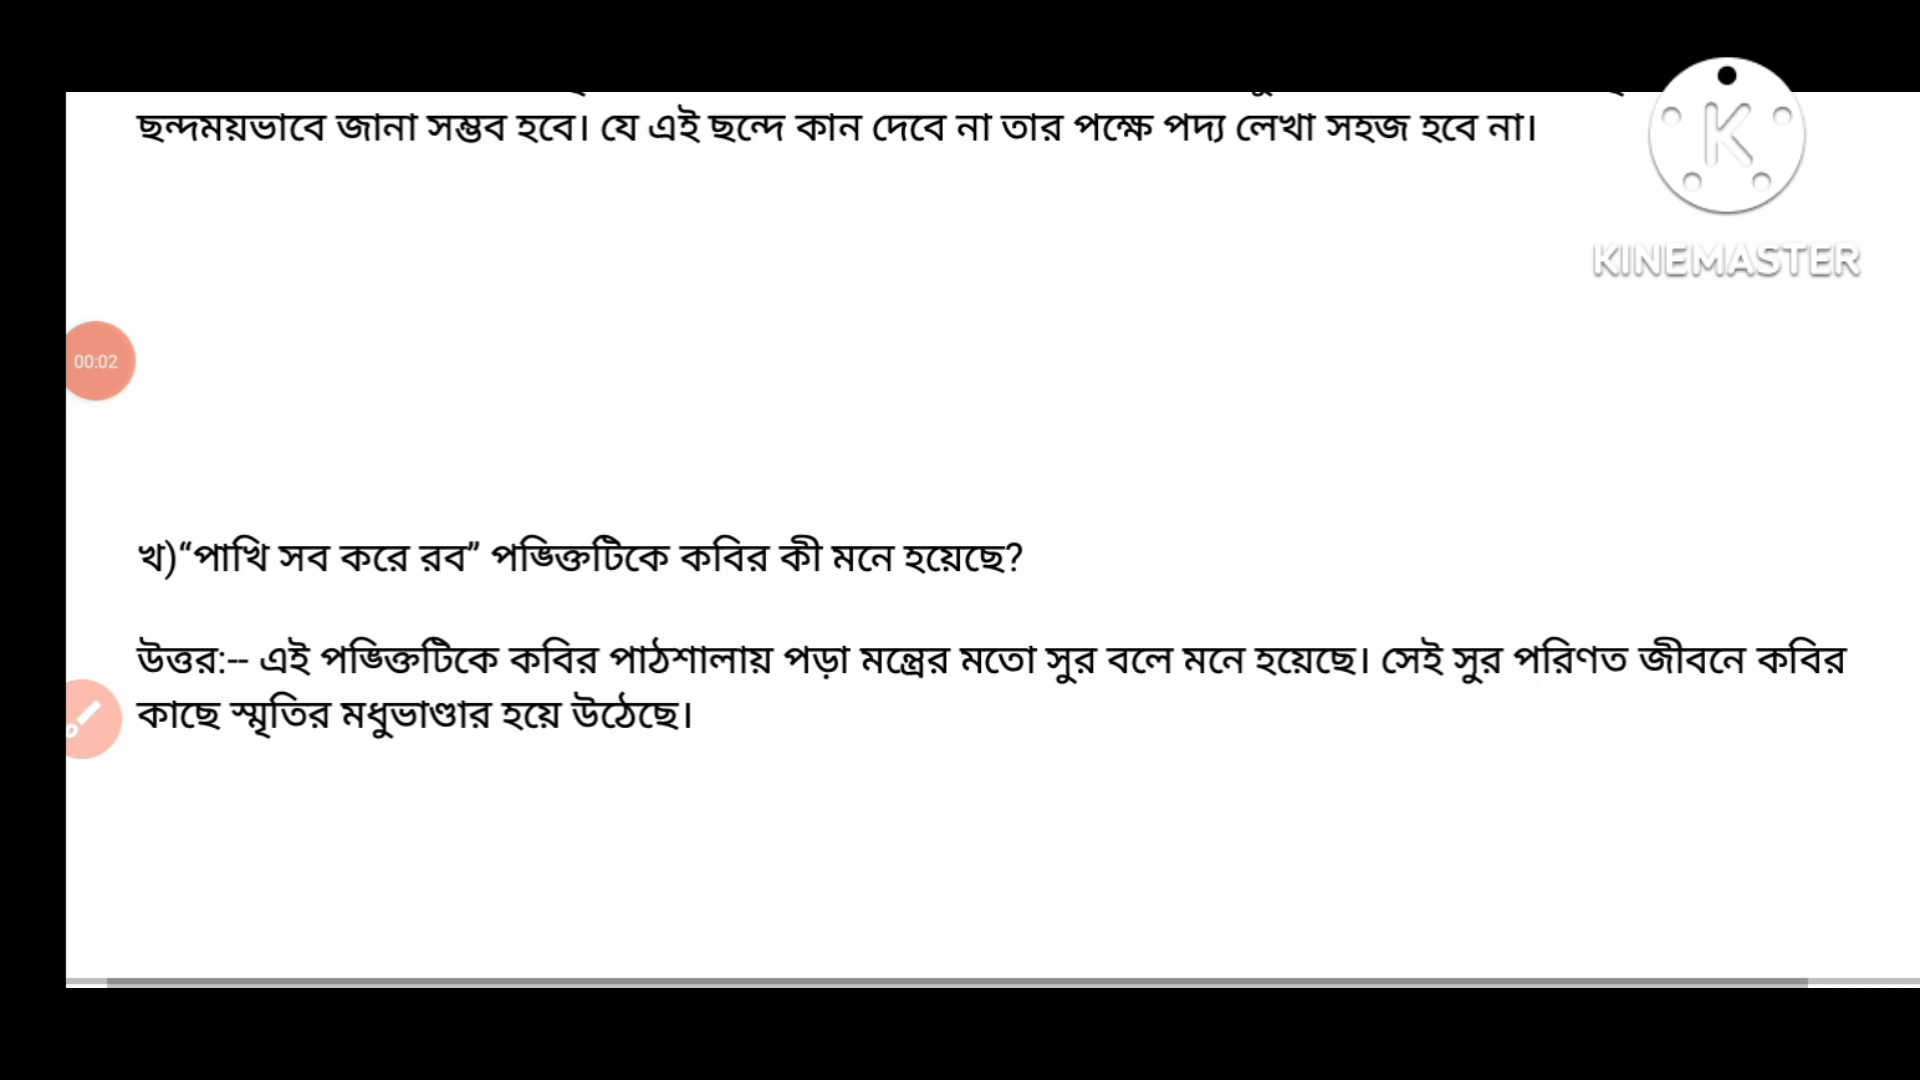 ছন্দময়ভাবে জানা সম্ভব হবে। যে এই ছন্দে কান দেবে না তার পক্ষে পদ্য লেখা সহজ হবে না।
K
KINEMASTER
00:02
খ)“পাখি সব করে রব” পঙ্ক্তিটিকে কবির কী মনে হয়েছে?
উত্তর:-- এই পঙ্ক্তিটিকে কবির পাঠশালায় পড়া মন্ত্রের মতো সুর বলে মনে হয়েছে। সেই সুর পরিণত জীবনে কবির
কাছে স্মৃতির মধুভাণ্ডার হয়ে উঠেছে।